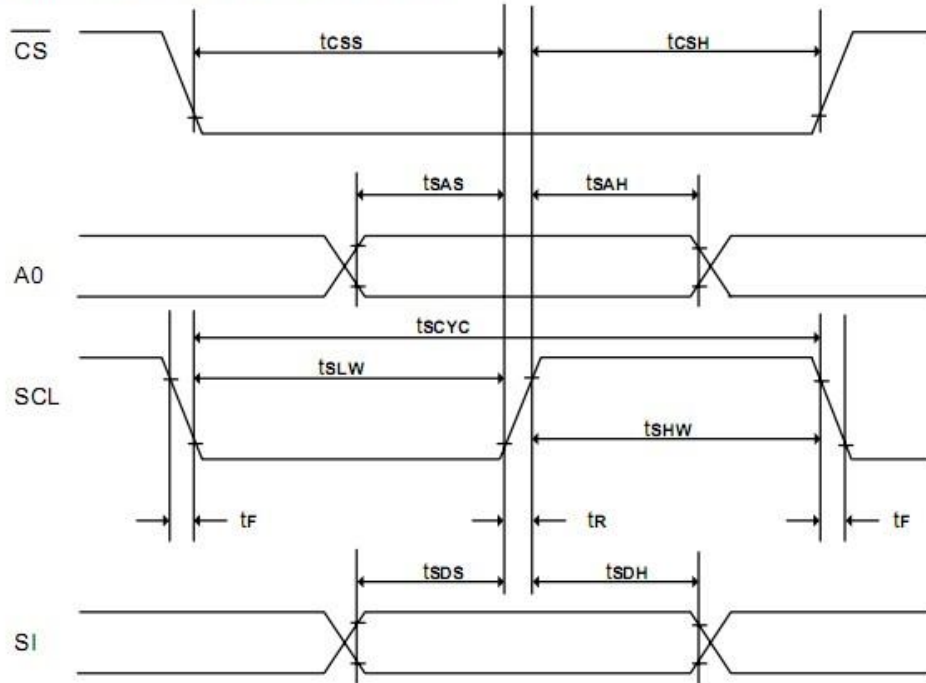 tCSS tCSH
CS
tSAS tSAH
A0
tSCYC
tSLW
SCL
tSHW
tF tR tF
tSDS tSDH
SI